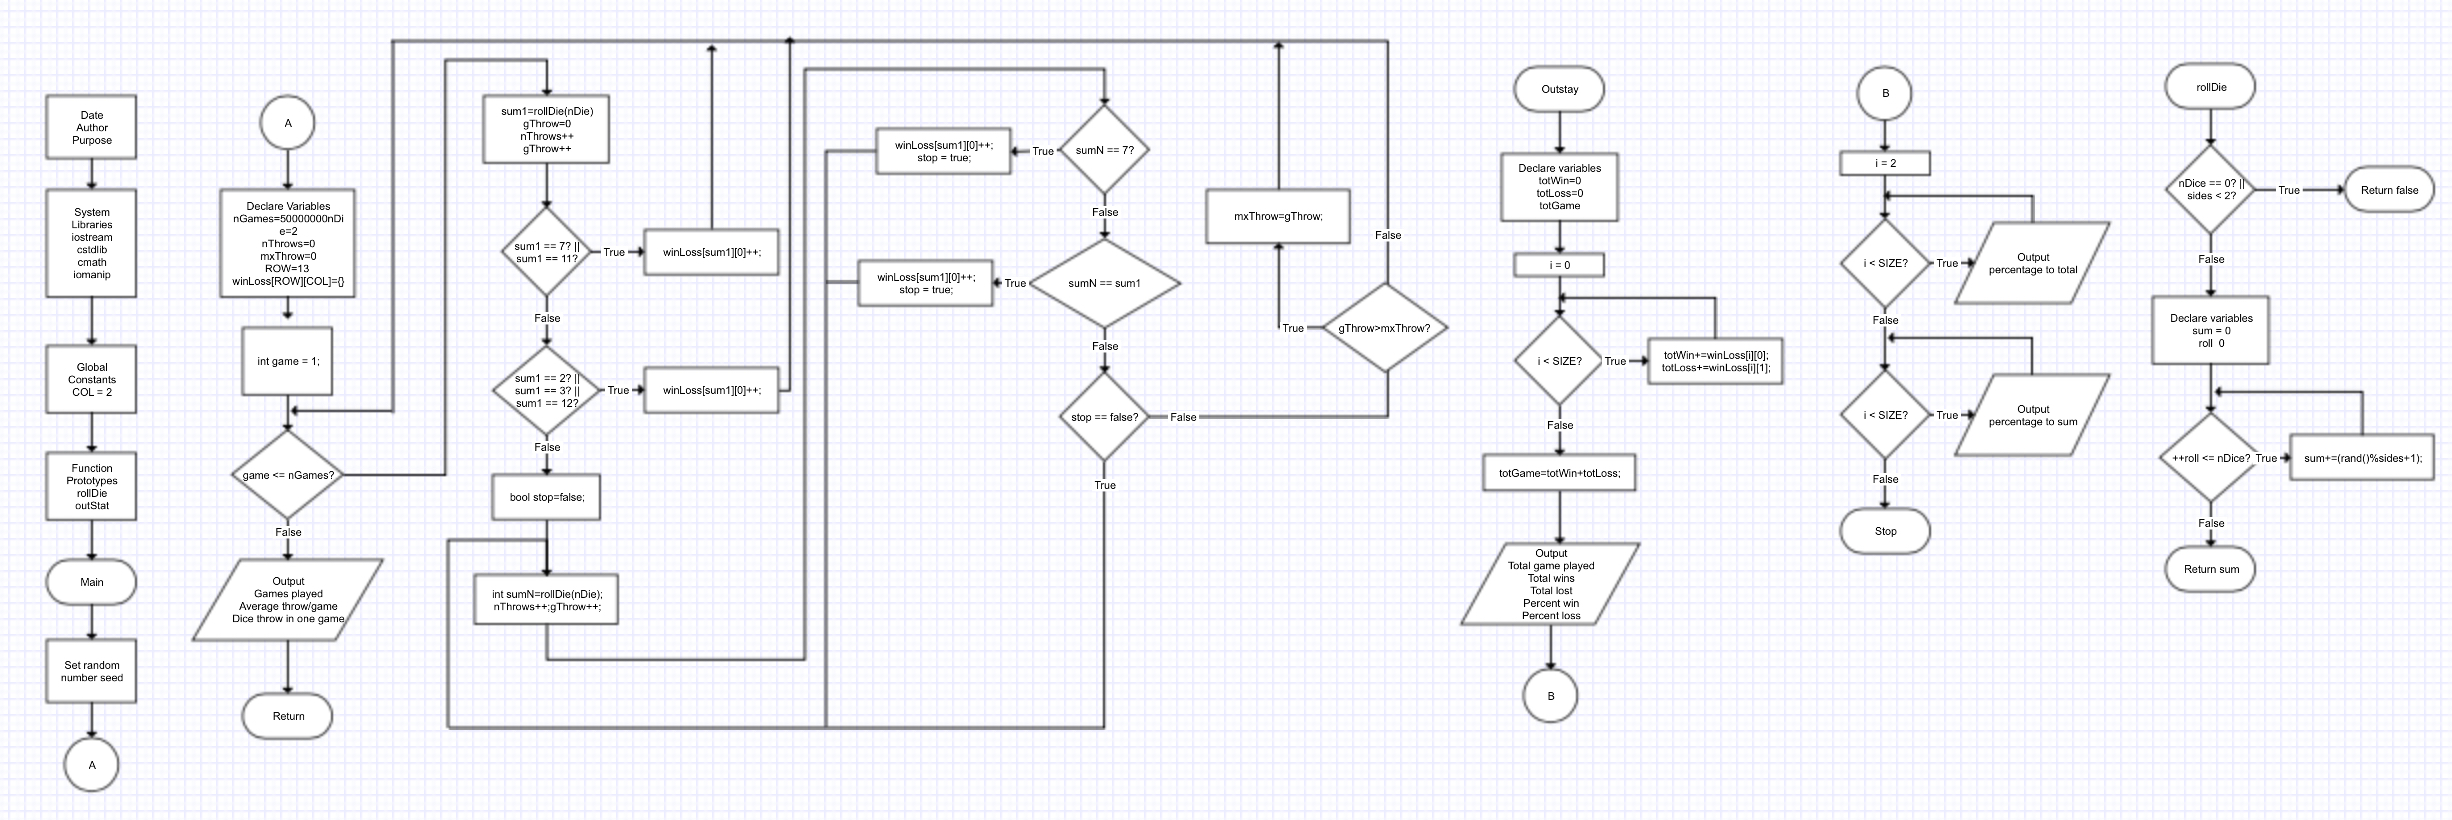 Date
Author
Purpose
System
Libraries
iostream
cstdlib
cmath
iomanip
Global
Constants
COL = 2
Function
Prototypes
rollDie
outStat
Main
Set random
number seed
A
A
Declare Variables
nGames=50000000nDi
e=2
nThrows=0
mxThrow=0
ROW=13
winLoss[ROW][COL]={}
int game = 1;
game <= nGames?
False
Output
Games played
Average throw/game
Dice throw in one game
Return
sum1=rollDie(nDie)
gThrow=0
nThrows++
gThrow++
sum1 == 7? ||
sum1 == 11?
True
winLoss[sum1][0]++;
False
sum1 == 2? ||
sum1 == 3? ||
sum1 == 12?
True
winLoss[sum1][0]++;
False
bool stop=false;
int sumN=rollDie(nDie);
nThrows++;gThrow++;
sumN == 7?
True
winLoss[sum1][0]++;
stop = true;
False
sumN == sum1
True
winLoss[sum1][0]++;
stop = true;
False
stop == false?
False
True
gThrow>mxThrow?
True
False
mxThrow=gThrow;
Outstay
Declare variables
totWin=0
totLoss=0
totGame
i = 0
i < SIZE?
True
totWin+=winLoss[i][0];
totLoss+=winLoss[i][1];
False
totGame=totWin+totLoss;
Output
Total game played
Total wins
Total lost
Percent win
Percent loss
B
B
i = 2
i < SIZE?
True
Output
percentage to total
False
i < SIZE?
True
Output
percentage to sum
False
Stop
rollDie
nDice == 0? ||
sides < 2?
True
Return false
False
Declare variables
sum = 0
roll 0
++roll <= nDice?
True
sum+=(rand()%sides+1);
False
Return sum